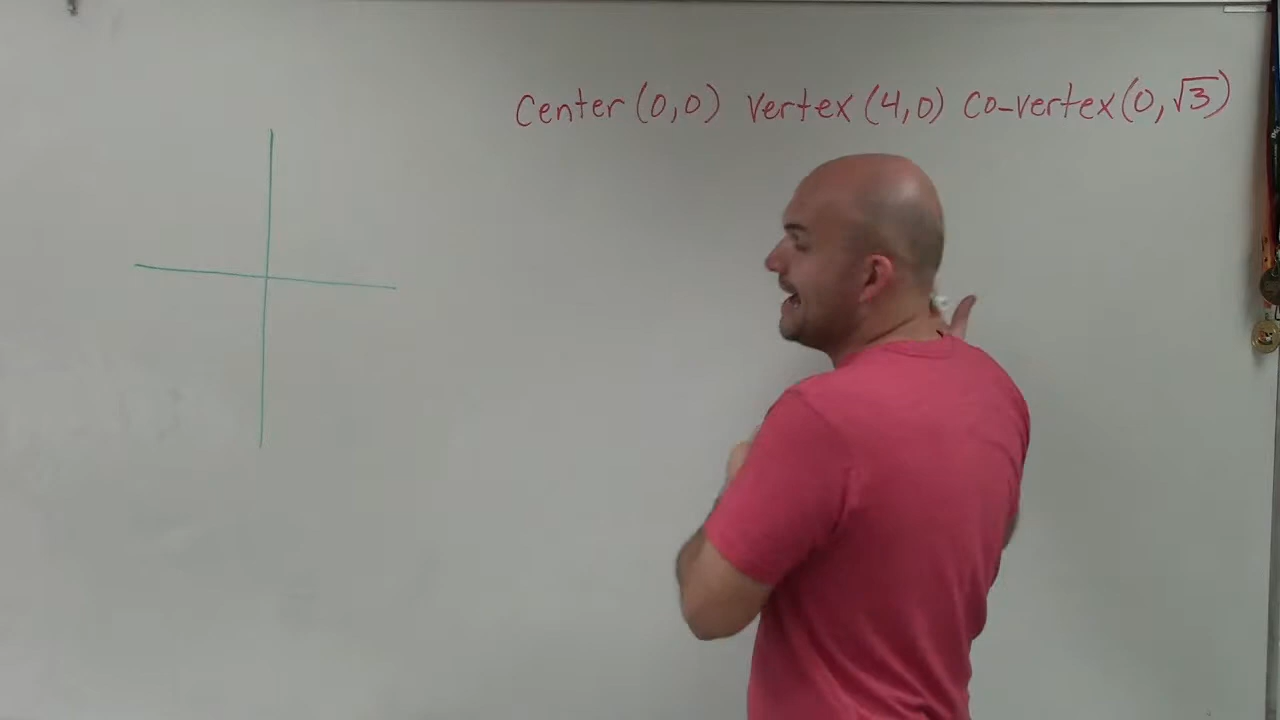 Center (0,0) Vertex (4,0) Co-vertex (0,√3)